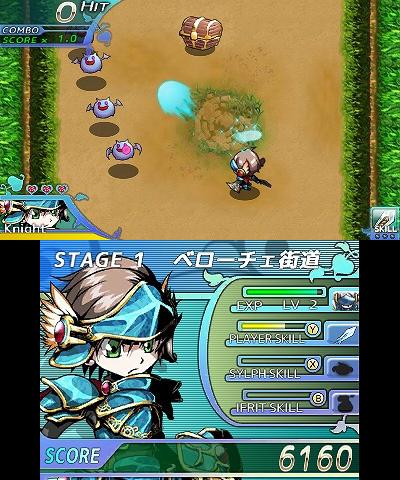 0 HIT
COMBO
SCORE × 1.0
Knight
SKILL
STAGE 1 ベローチェ街道
EXP LV 2
PLAYER SKILL Y
SYLPH SKILL X
IFRIT SKILL B
SCORE 6160